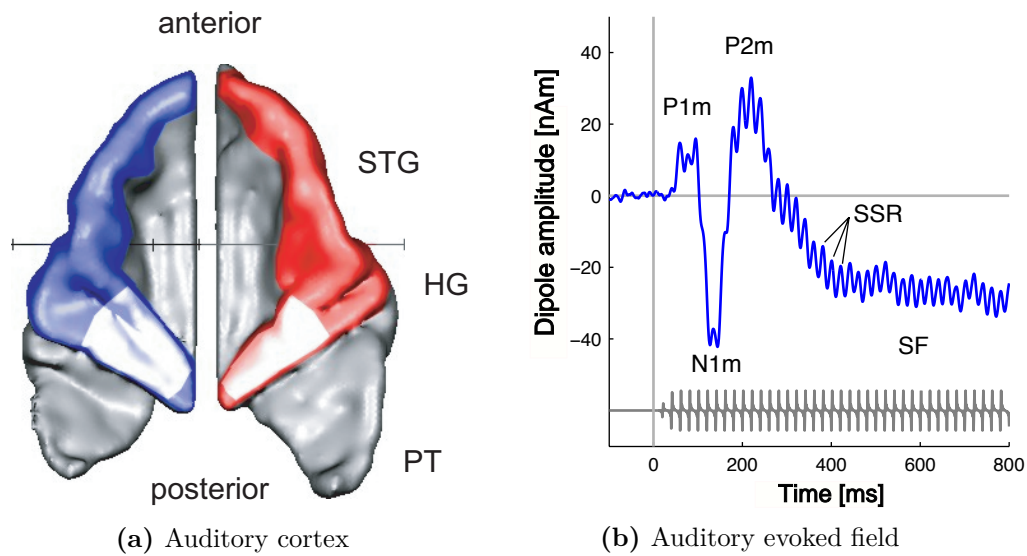 anterior
STG
HG
PT
posterior
(a) Auditory cortex
Dipole amplitude [nAm]
40
20
0
−20
−40
P1m
P2m
N1m
SSR
SF
0 200 400 600 800
Time [ms]
(b) Auditory evoked field